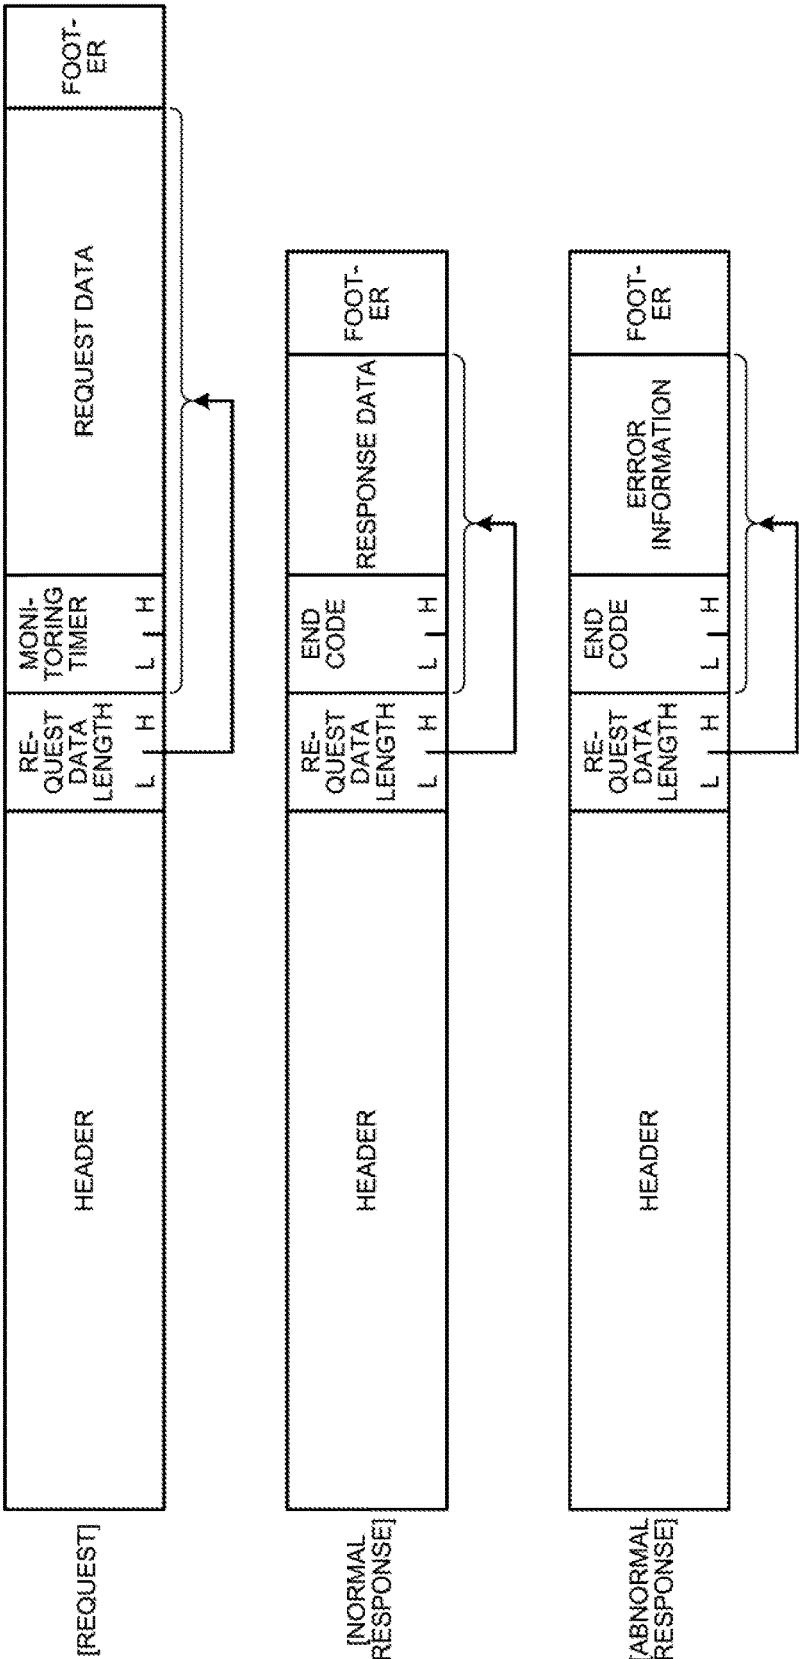 [REQUEST]
HEADER
RE-
QUEST
DATA
LENGTH
L H
MONI-
TORING
TIMER
L H
REQUEST DATA
FOOT-
ER
[NORMAL
RESPONSE]
HEADER
RE-
QUEST
DATA
LENGTH
L H
END
CODE
L H
RESPONSE DATA
FOOT-
ER
[ABNORMAL
RESPONSE]
HEADER
RE-
QUEST
DATA
LENGTH
L H
END
CODE
L H
ERROR
INFORMATION
FOOT-
ER